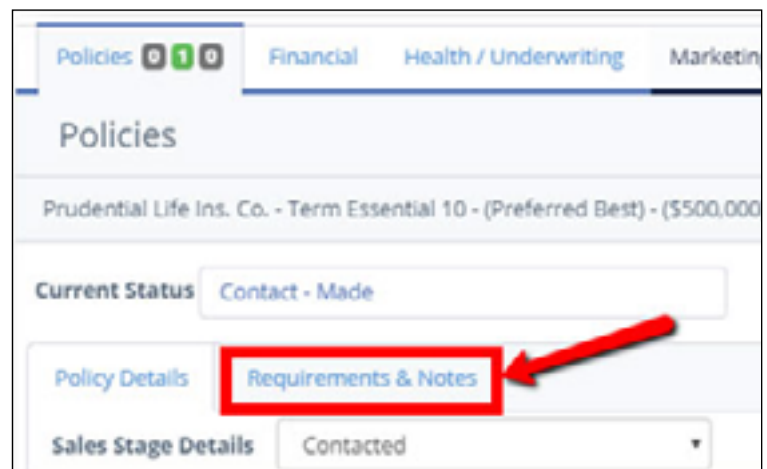 Policies 0 1 0 Financial Health / Underwriting Marketin
Policies
Prudential Life Ins. Co. - Term Essential 10 - (Preferred Best) - ($500,000
Current Status Contact - Made
Policy Details Requirements & Notes
Sales Stage Details Contacted